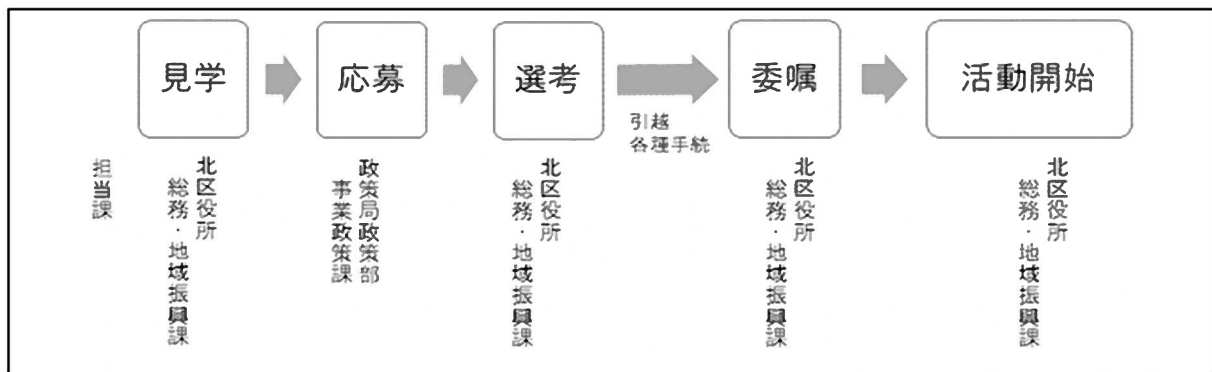 見学
応募
選考
委嘱
活動開始
引越
各種手続
担当課
北区役所
総務・地域振興課
政策局政策部
事業政策課
北区役所
総務・地域振興課
北区役所
総務・地域振興課
北区役所
総務・地域振興課